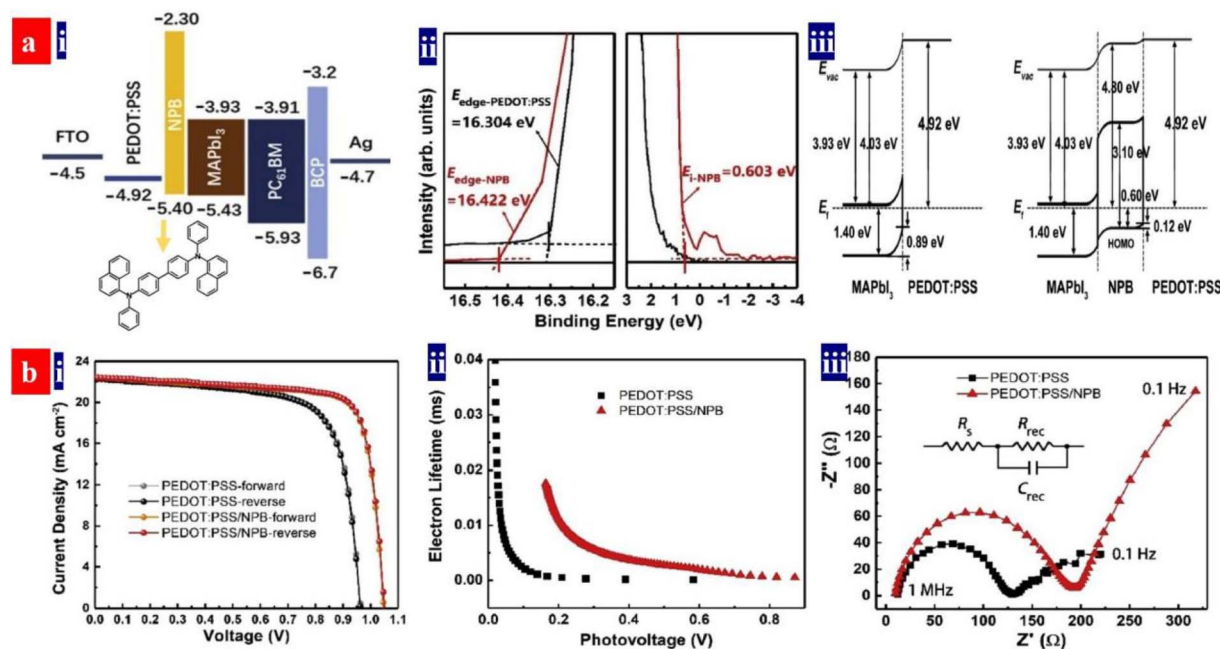 a
i
−2.30
NPB
−3.2
−3.93
−3.91
PEDOT:PSS
FTO
MAPbI3
PC61BM
BCP
Ag
−4.5
−4.92
−4.7
−5.40
−5.43
−5.93
−6.7
N
N
ii
Intensity (arb. units)
Eedge-PEDOT:PSS
=16.304 eV
Eedge-NPB
=16.422 eV
Ei-NPB=0.603 eV
16.5 16.4 16.3 16.2
3 2 1 0 -1 -2 -3 -4
Binding Energy (eV)
iii
Evac
3.93 eV
4.03 eV
4.92 eV
Ef
1.40 eV
0.89 eV
MAPbI3 PEDOT:PSS
Evac
4.80 eV
3.93 eV
4.03 eV
4.92 eV
3.10 eV
0.60 eV
Ef
1.40 eV
HOMO
0.12 eV
MAPbI3 NPB PEDOT:PSS
b
i
Current Density (mA cm-2)
24
20
16
12
8
4
0
PEDOT:PSS-forward
PEDOT:PSS-reverse
PEDOT:PSS/NPB-forward
PEDOT:PSS/NPB-reverse
0.0 0.1 0.2 0.3 0.4 0.5 0.6 0.7 0.8 0.9 1.0 1.1
Voltage (V)
ii
Electron Lifetime (ms)
0.04
0.03
0.02
0.01
0.00
PEDOT:PSS
PEDOT:PSS/NPB
0.0 0.2 0.4 0.6 0.8
Photovoltage (V)
iii
-Z'' (Ω)
180
160
140
120
100
80
60
40
20
0
PEDOT:PSS
PEDOT:PSS/NPB
0.1 Hz
Rs
Rrec
Crec
0.1 Hz
1 MHz
0 50 100 150 200 250 300 350
Z' (Ω)